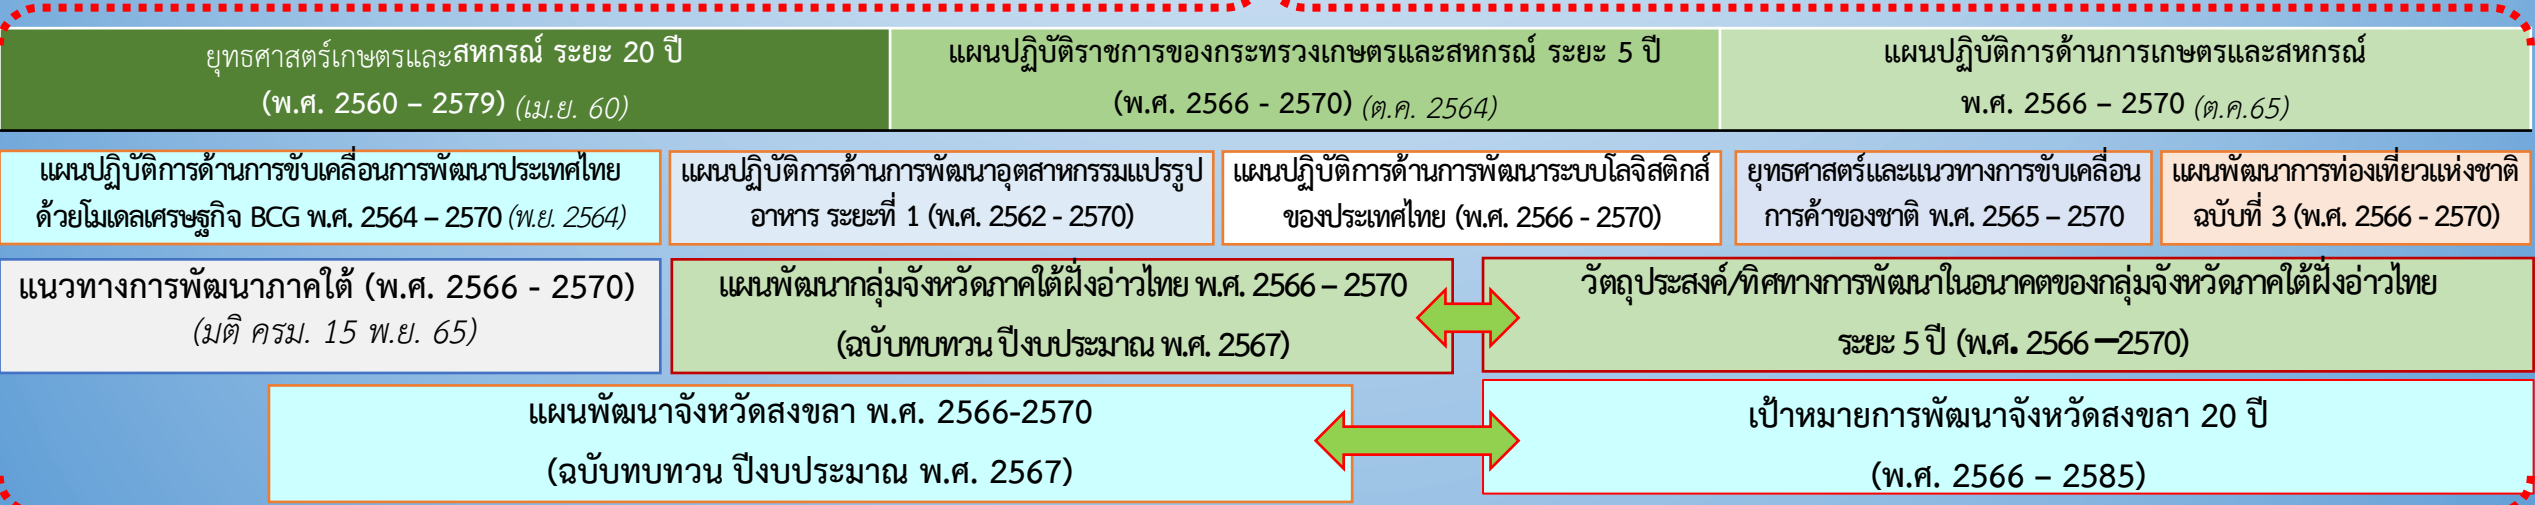 ยุทธศาสตร์เกษตรและสหกรณ์ ระยะ 20 ปี
(พ.ศ. 2560 – 2579) (เม.ย. 60)
แผนปฏิบัติราชการของกระทรวงเกษตรและสหกรณ์ ระยะ 5 ปี
(พ.ศ. 2566 - 2570) (ต.ค. 2564)
แผนปฏิบัติการด้านการเกษตรและสหกรณ์
พ.ศ. 2566 – 2570 (ต.ค.65)
แผนปฏิบัติการด้านการขับเคลื่อนการพัฒนาประเทศไทย
ด้วยโมเดลเศรษฐกิจ BCG พ.ศ. 2564 – 2570 (พ.ย. 2564)
แผนปฏิบัติการด้านการพัฒนาอุตสาหกรรมแปรรูป
อาหาร ระยะที่ 1 (พ.ศ. 2562 - 2570)
แผนปฏิบัติการด้านการพัฒนาระบบโลจิสติกส์
ของประเทศไทย (พ.ศ. 2566 - 2570)
ยุทธศาสตร์และแนวทางการขับเคลื่อน
การค้าของชาติ พ.ศ. 2565 – 2570
แผนพัฒนาการท่องเที่ยวแห่งชาติ
ฉบับที่ 3 (พ.ศ. 2566 - 2570)
แนวทางการพัฒนาภาคใต้ (พ.ศ. 2566 - 2570)
(มติ ครม. 15 พ.ย. 65)
แผนพัฒนากลุ่มจังหวัดภาคใต้ฝั่งอ่าวไทย พ.ศ. 2566 – 2570
(ฉบับทบทวน ปีงบประมาณ พ.ศ. 2567)
วัตถุประสงค์/ทิศทางการพัฒนาในอนาคตของกลุ่มจังหวัดภาคใต้ฝั่งอ่าวไทย
ระยะ 5 ปี (พ.ศ. 2566 –2570)
แผนพัฒนาจังหวัดสงขลา พ.ศ. 2566-2570
(ฉบับทบทวน ปีงบประมาณ พ.ศ. 2567)
เป้าหมายการพัฒนาจังหวัดสงขลา 20 ปี
(พ.ศ. 2566 – 2585)